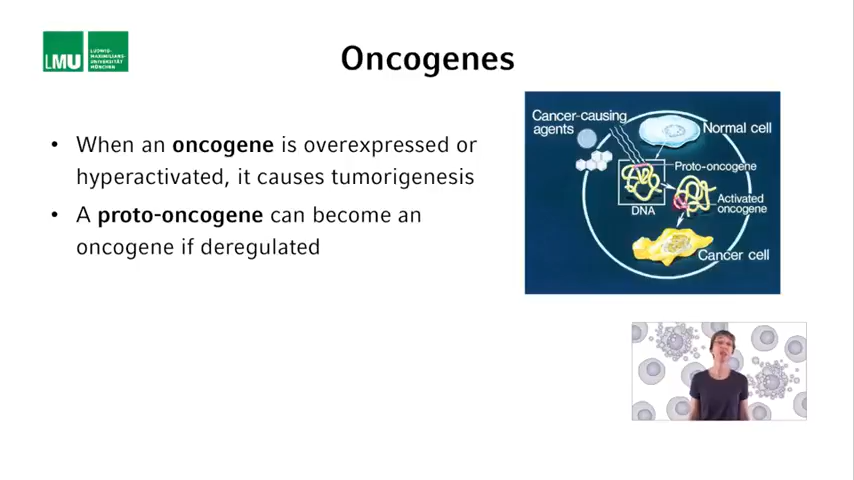 LMU
LUDWIG-
MAXIMILIANS-
UNIVERSITÄT
MÜNCHEN
Oncogenes
• When an oncogene is overexpressed or
hyperactivated, it causes tumorigenesis
• A proto-oncogene can become an
oncogene if deregulated
Cancer-causing
agents
Normal cell
Proto-oncogene
DNA
Activated
oncogene
Cancer cell